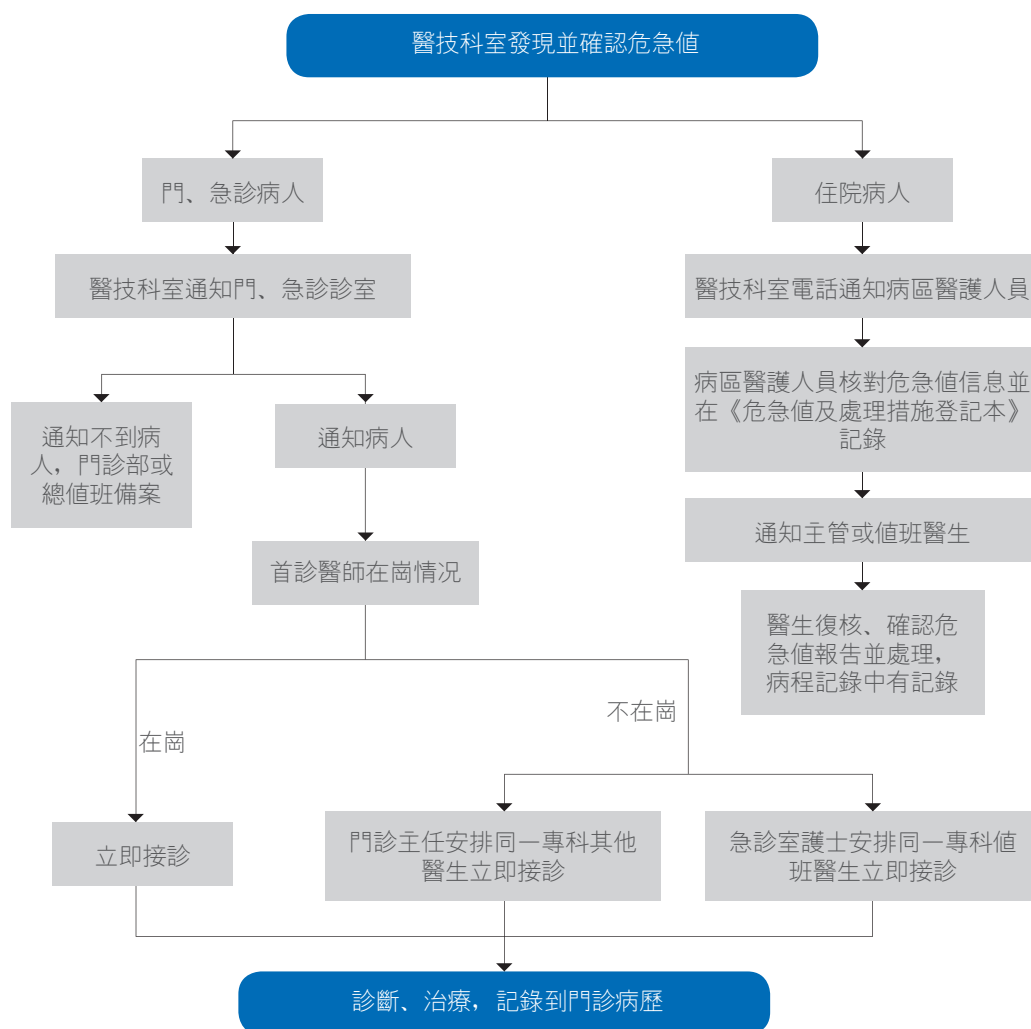 醫技科室發現並確認危急值
門、急診病人
住院病人
醫技科室通知門、急診診室
醫技科室電話通知病區醫護人員
病區醫護人員核對危急值信息並
在《危急值及處理措施登記本》
記錄
通知不到病
人，門診部或
總值班備案
通知病人
通知主管或值班醫生
首診醫師在崗情况
醫生復核、確認危
急值報告並處理，
病程記錄中有記錄
在崗
不在崗
立即接診
門診主任安排同一專科其他
醫生立即接診
急診室護士安排同一專科值
班醫生立即接診
診斷、治療，記錄到門診病歷